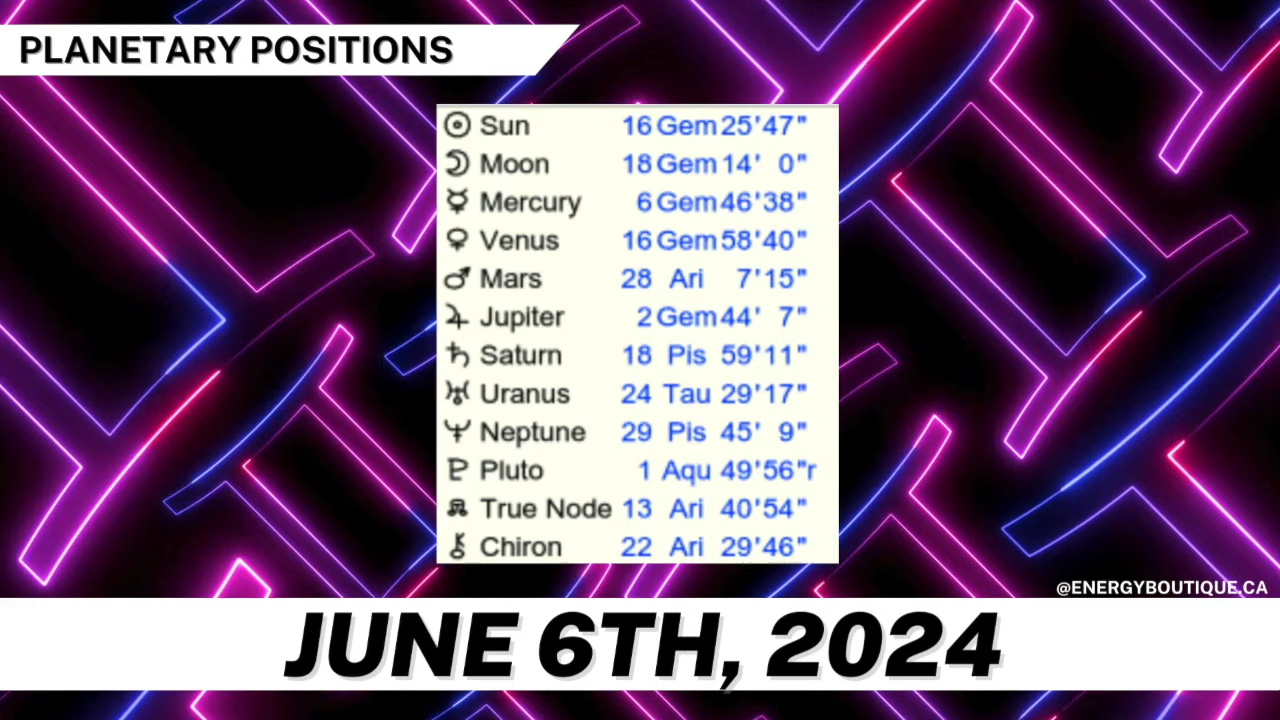 PLANETARY POSITIONS
☉ Sun 16 Gem 25'47"
☽ Moon 18 Gem 14' 0"
☿ Mercury 6 Gem 46'38"
♀ Venus 16 Gem 58'40"
♂ Mars 28 Ari 7'15"
♃ Jupiter 2 Gem 44' 7"
♄ Saturn 18 Pis 59'11"
♅ Uranus 24 Tau 29'17"
♆ Neptune 29 Pis 45' 9"
♇ Pluto 1 Aqu 49'56"r
☊ True Node 13 Ari 40'54"
⚷ Chiron 22 Ari 29'46"
@ENERGYBOUTIQUE.CA
JUNE 6TH, 2024